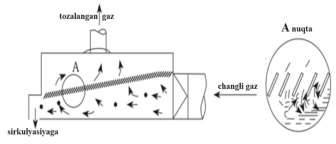 tozalangan gaz
A nuqta
A
changli gaz
sirkulyasiyaga